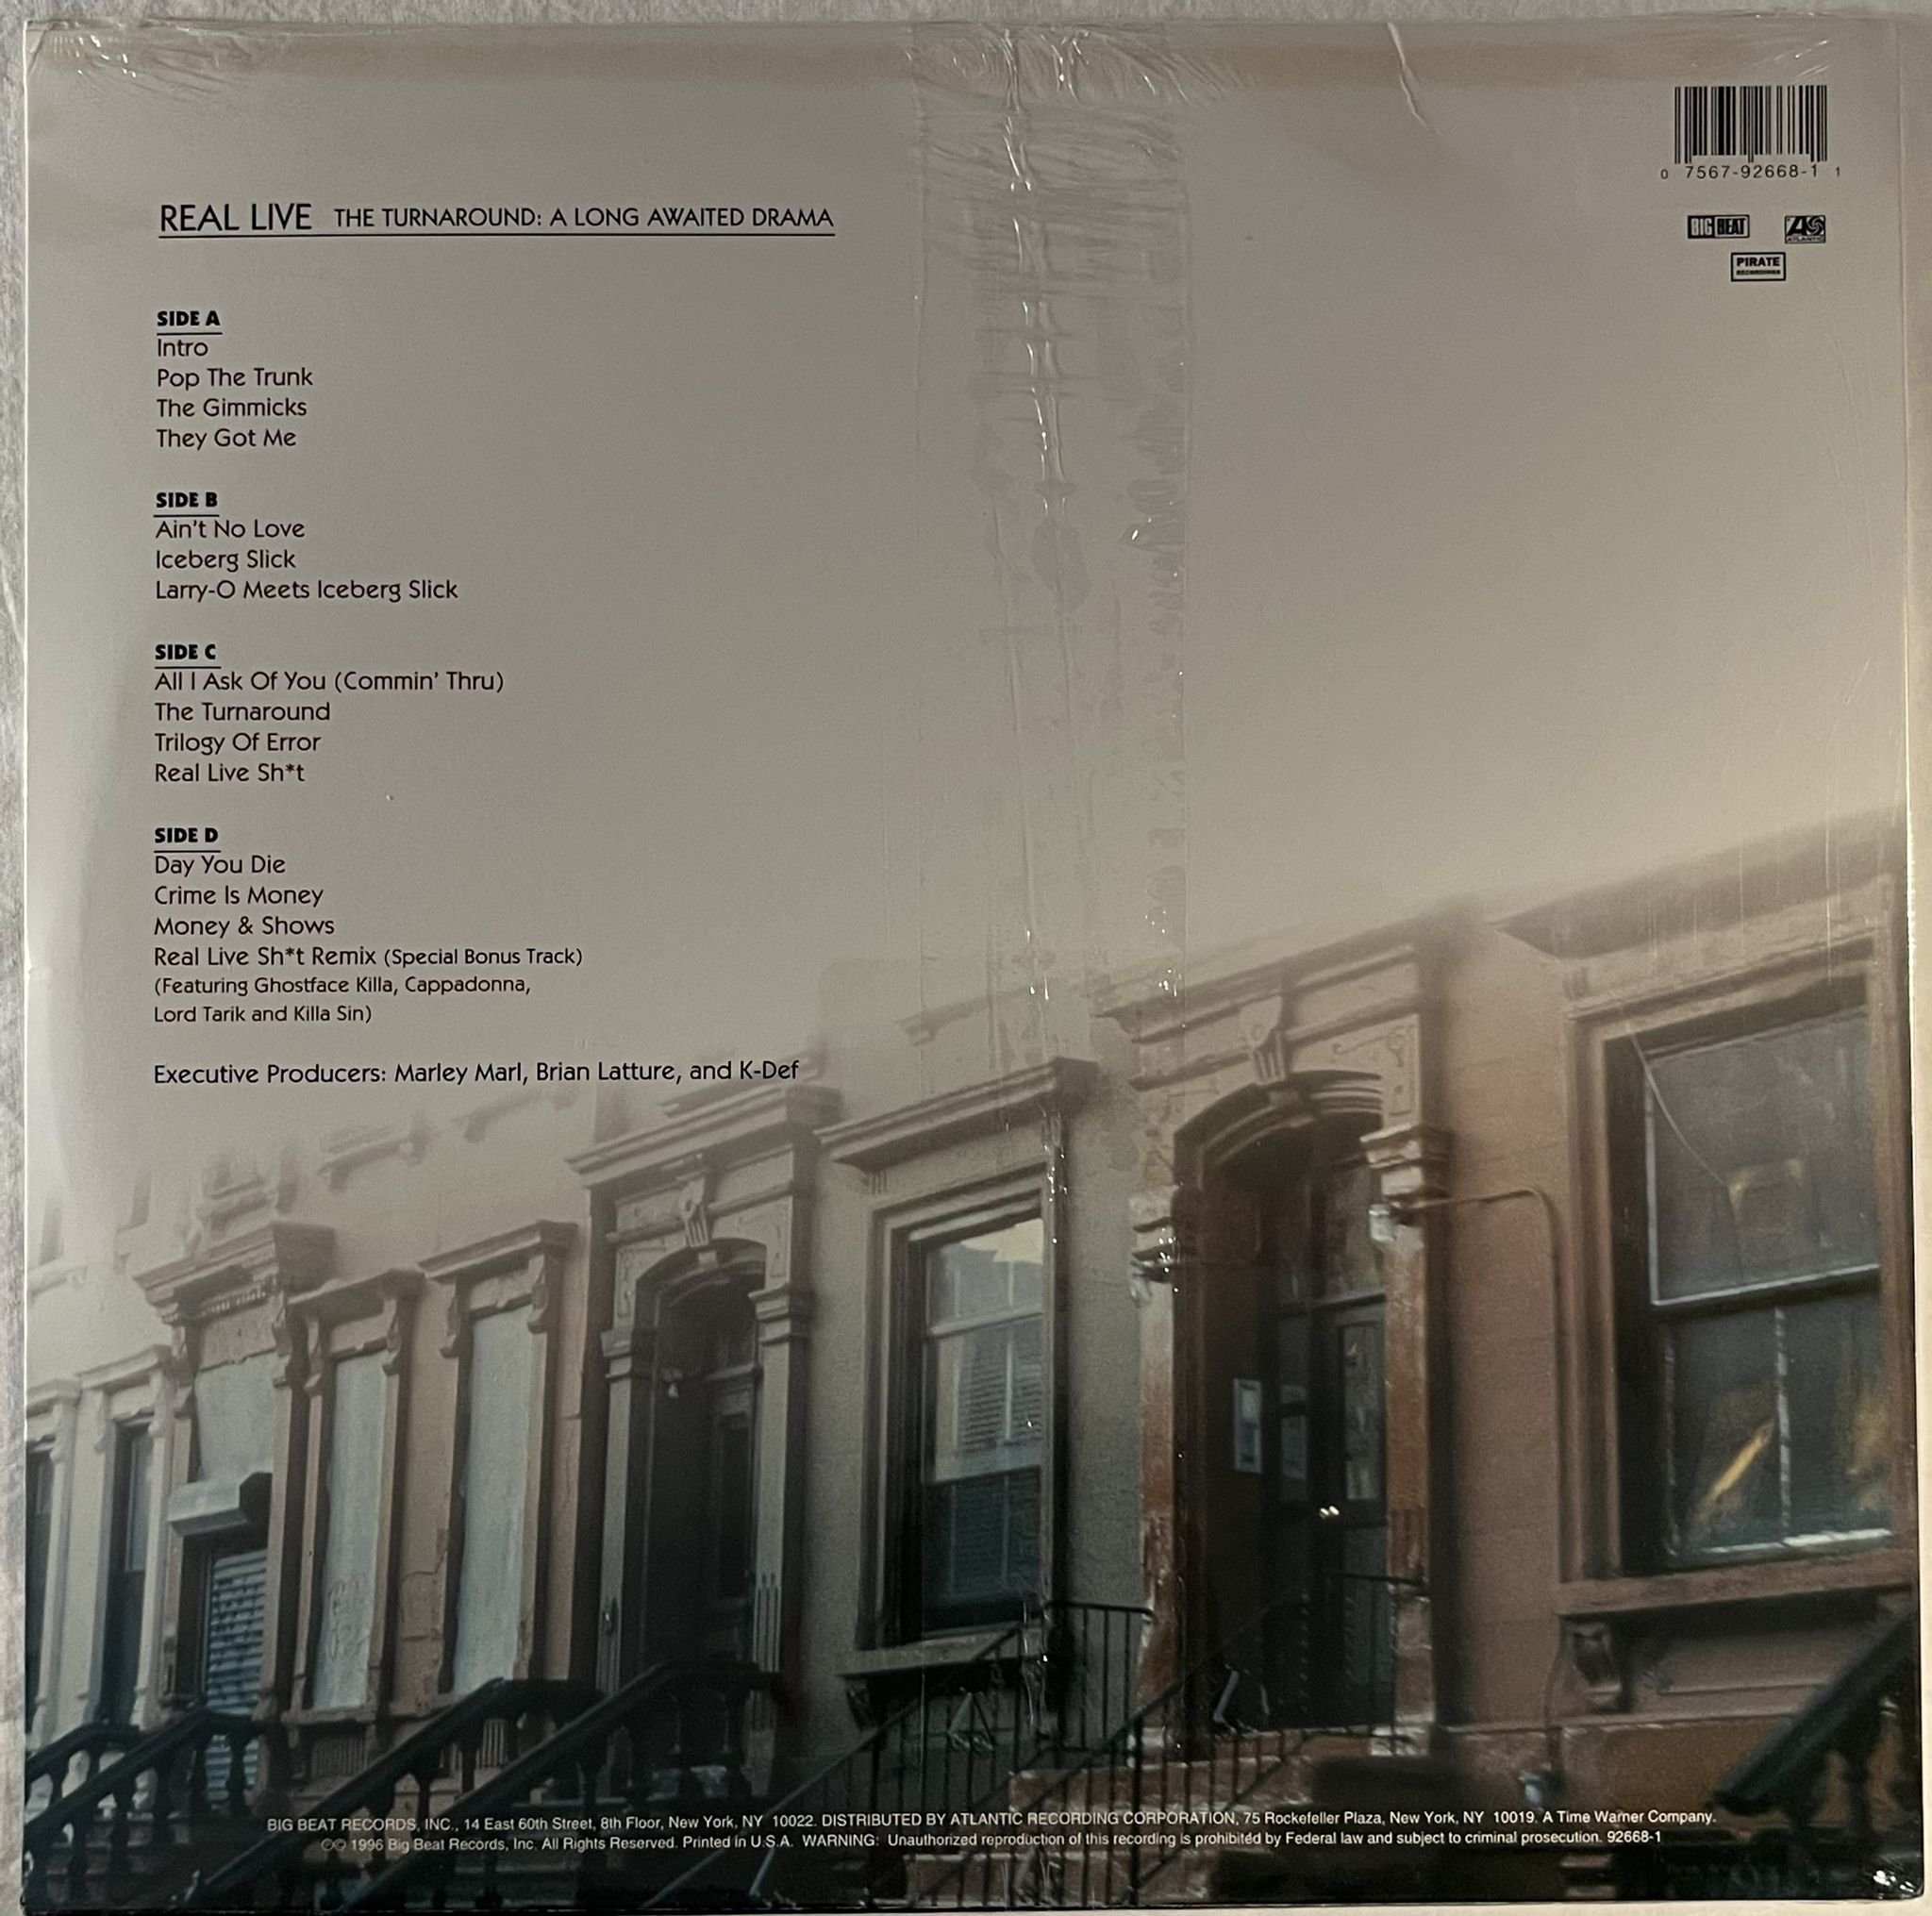 0 7567-92668-1 1
BIG BEAT
ATLANTIC
PIRATE
REAL LIVE THE TURNAROUND: A LONG AWAITED DRAMA
SIDE A
Intro
Pop The Trunk
The Gimmicks
They Got Me
SIDE B
Ain't No Love
Iceberg Slick
Larry-O Meets Iceberg Slick
SIDE C
All I Ask Of You (Commin' Thru)
The Turnaround
Trilogy Of Error
Real Live Sh*t
SIDE D
Day You Die
Crime Is Money
Money & Shows
Real Live Sh*t Remix (Special Bonus Track)
(Featuring Ghostface Killa, Cappadonna,
Lord Tarik and Killa Sin)
Executive Producers: Marley Marl, Brian Latture, and K-Def
BIG BEAT RECORDS, INC., 14 East 60th Street, 8th Floor, New York, NY 10022. DISTRIBUTED BY ATLANTIC RECORDING CORPORATION, 75 Rockefeller Plaza, New York, NY 10019. A Time Warner Company.
℗© 1996 Big Beat Records, Inc. All Rights Reserved. Printed in U.S.A. WARNING: Unauthorized reproduction of this recording is prohibited by Federal law and subject to criminal prosecution. 92668-1